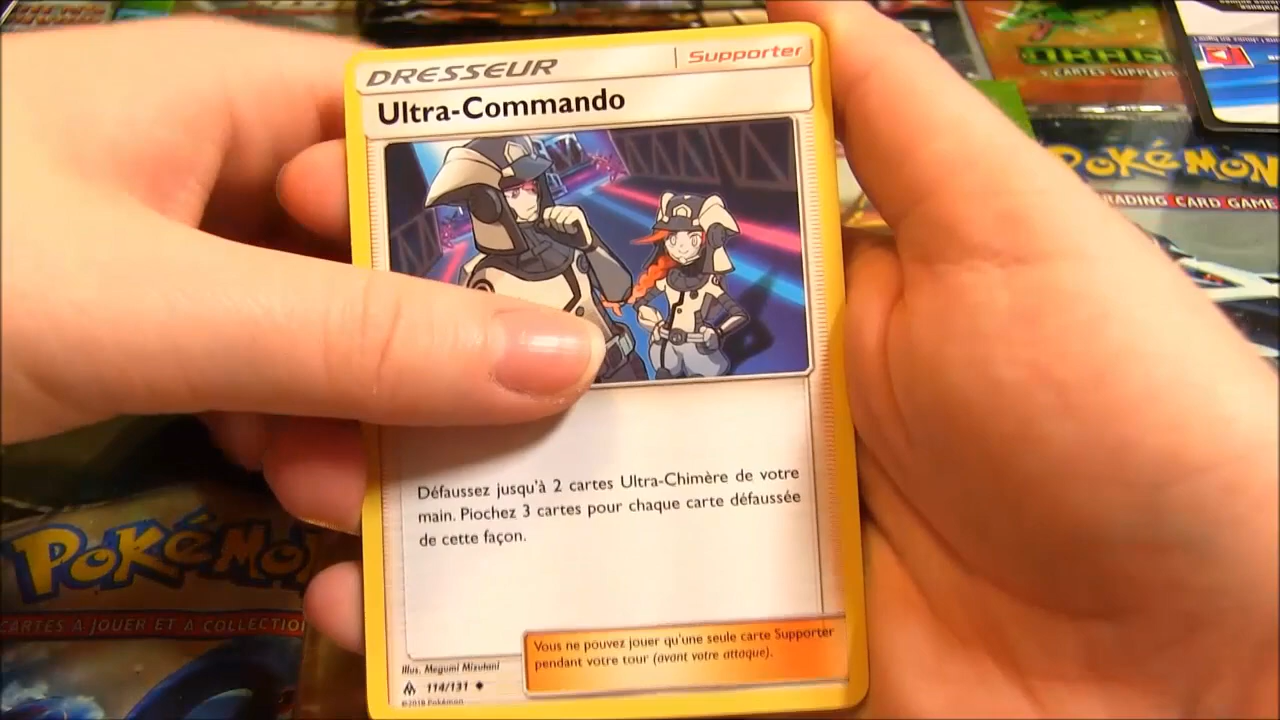 DRESSEUR
Supporter
Ultra-Commando
Défaussez jusqu'à 2 cartes Ultra-Chimère de votre
main. Piochez 3 cartes pour chaque carte défaussée
de cette façon.
Vous ne pouvez jouer qu'une seule carte Supporter
pendant votre tour (avant votre attaque).
Illus. Megumi Mizutani
114/131
©2018 Pokémon
POKÉMON
TRADING CARD GAME
POKÉMON
CARTES À JOUER ET À COLLECTION